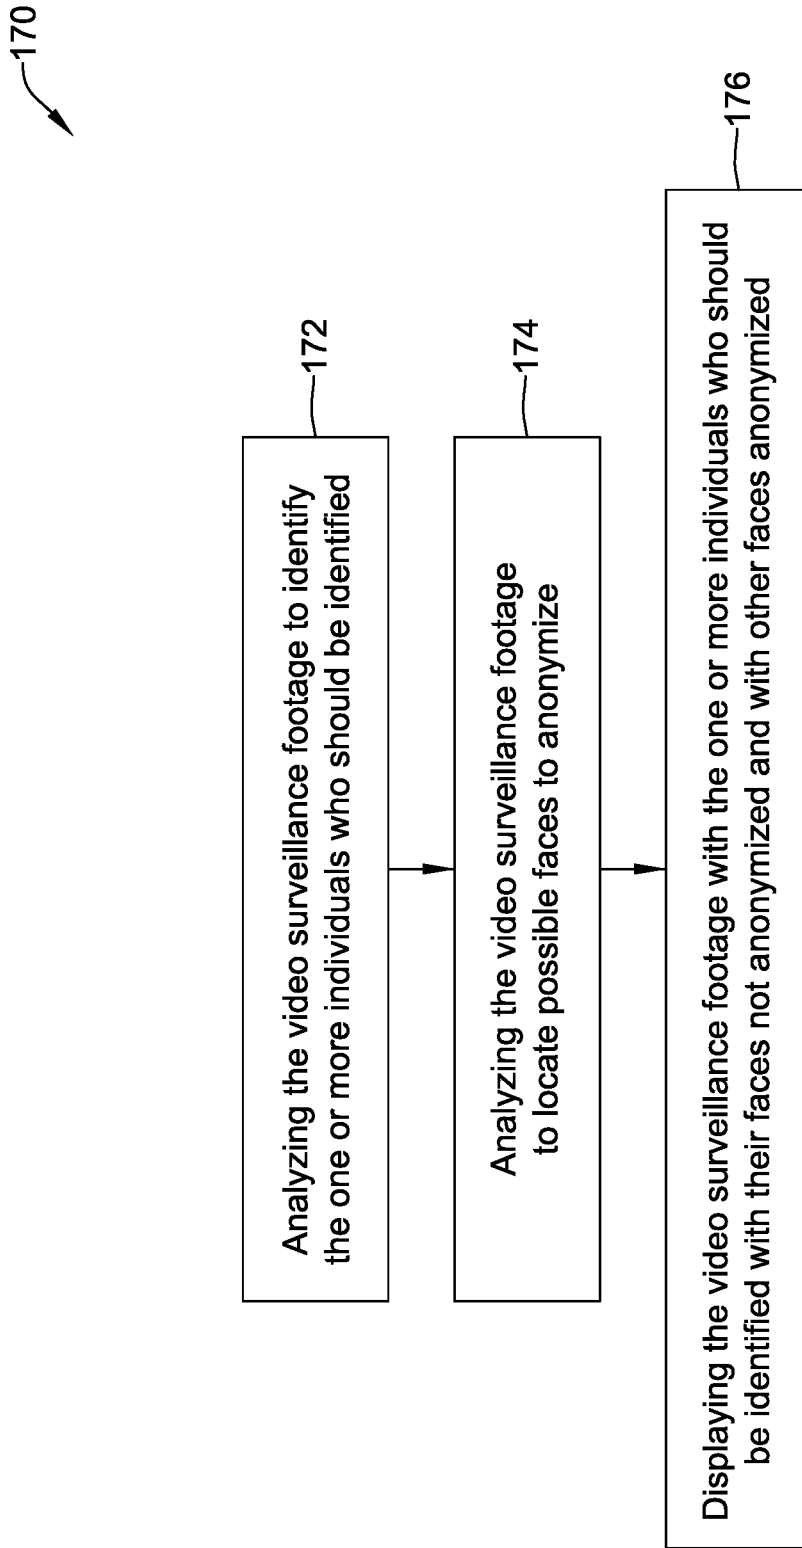 170
172
Analyzing the video surveillance footage to identify
the one or more individuals who should be identified
174
Analyzing the video surveillance footage
to locate possible faces to anonymize
176
Displaying the video surveillance footage with the one or more individuals who should
be identified with their faces not anonymized and with other faces anonymized